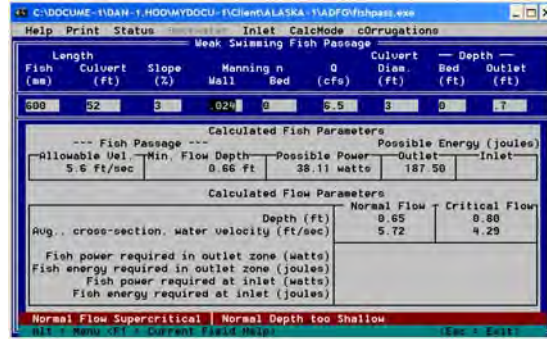 C:\DOCUME~1\DAN-1.HOO\MYDOCU~1\Client\ALASKA~1\ADFG\fishpass.exe
Help Print Status Inlet CalcMode cOrrugations
Weak Swimming Fish Passage
Length Culvert — Depth —
Fish Culvert Slope Manning n Q Diam. Bed Outlet
(mm) (ft) (%) Wall Bed (cfs) (ft) (ft) (ft)
600 52 3 .024 0 6.5 3 0 .7
Calculated Fish Parameters
--- Fish Passage --- Possible Energy (joules)
Allowable Vel. Min. Flow Depth Possible Power Outlet Inlet
5.6 ft/sec 0.66 ft 38.11 watts 187.50
Calculated Flow Parameters
Normal Flow Critical Flow
Depth (ft) 0.65 0.80
Avg., cross-section, water velocity (ft/sec) 5.72 4.29
Fish power required in outlet zone (watts)
Fish energy required in outlet zone (joules)
Fish power required at inlet (watts)
Fish energy required at inlet (joules)
Normal Flow Supercritical | Normal Depth too Shallow
Alt = Menu <F1 = Current Field Help> <Esc = Exit>